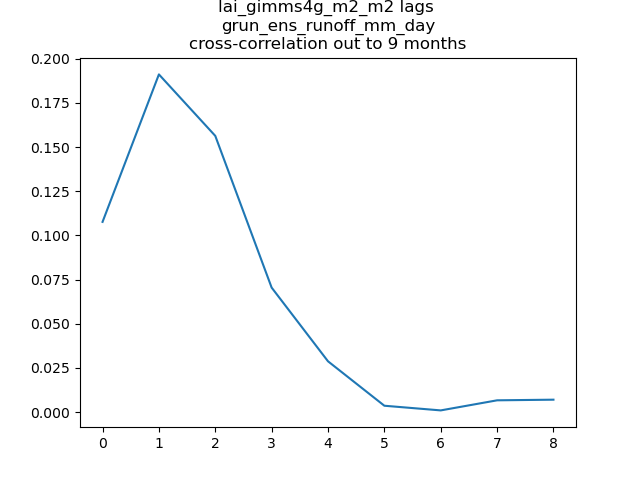 lai_gimms4g_m2_m2 lags
grun_ens_runoff_mm_day
cross-correlation out to 9 months
0.200
0.175
0.150
0.125
0.100
0.075
0.050
0.025
0.000
0 1 2 3 4 5 6 7 8